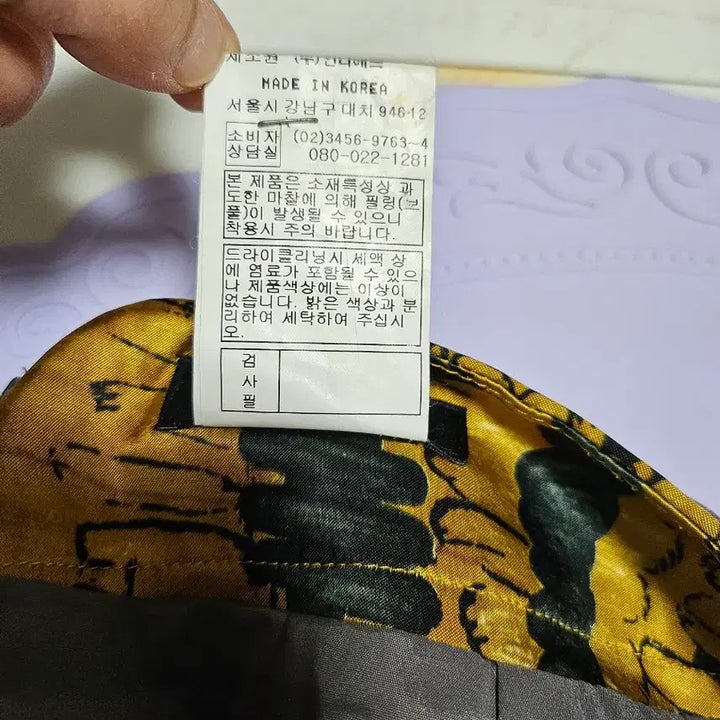 제조원 (주)
MADE IN KOREA
서울시 강남구 대치 946-12
소비자 (02)3456-9763~4
상담실 080-022-1281
본 제품은 소재특성상 과
도한 마찰에 의해 필링(보
풀)이 발생될 수 있으니
착용시 주의 바랍니다.
드라이클리닝시 세액 상
에 염료가 포함될 수 있으
나 제품색상에는 이상이
없습니다. 밝은 색상과 분
리하여 세탁하여 주십시
오.
검
사
필